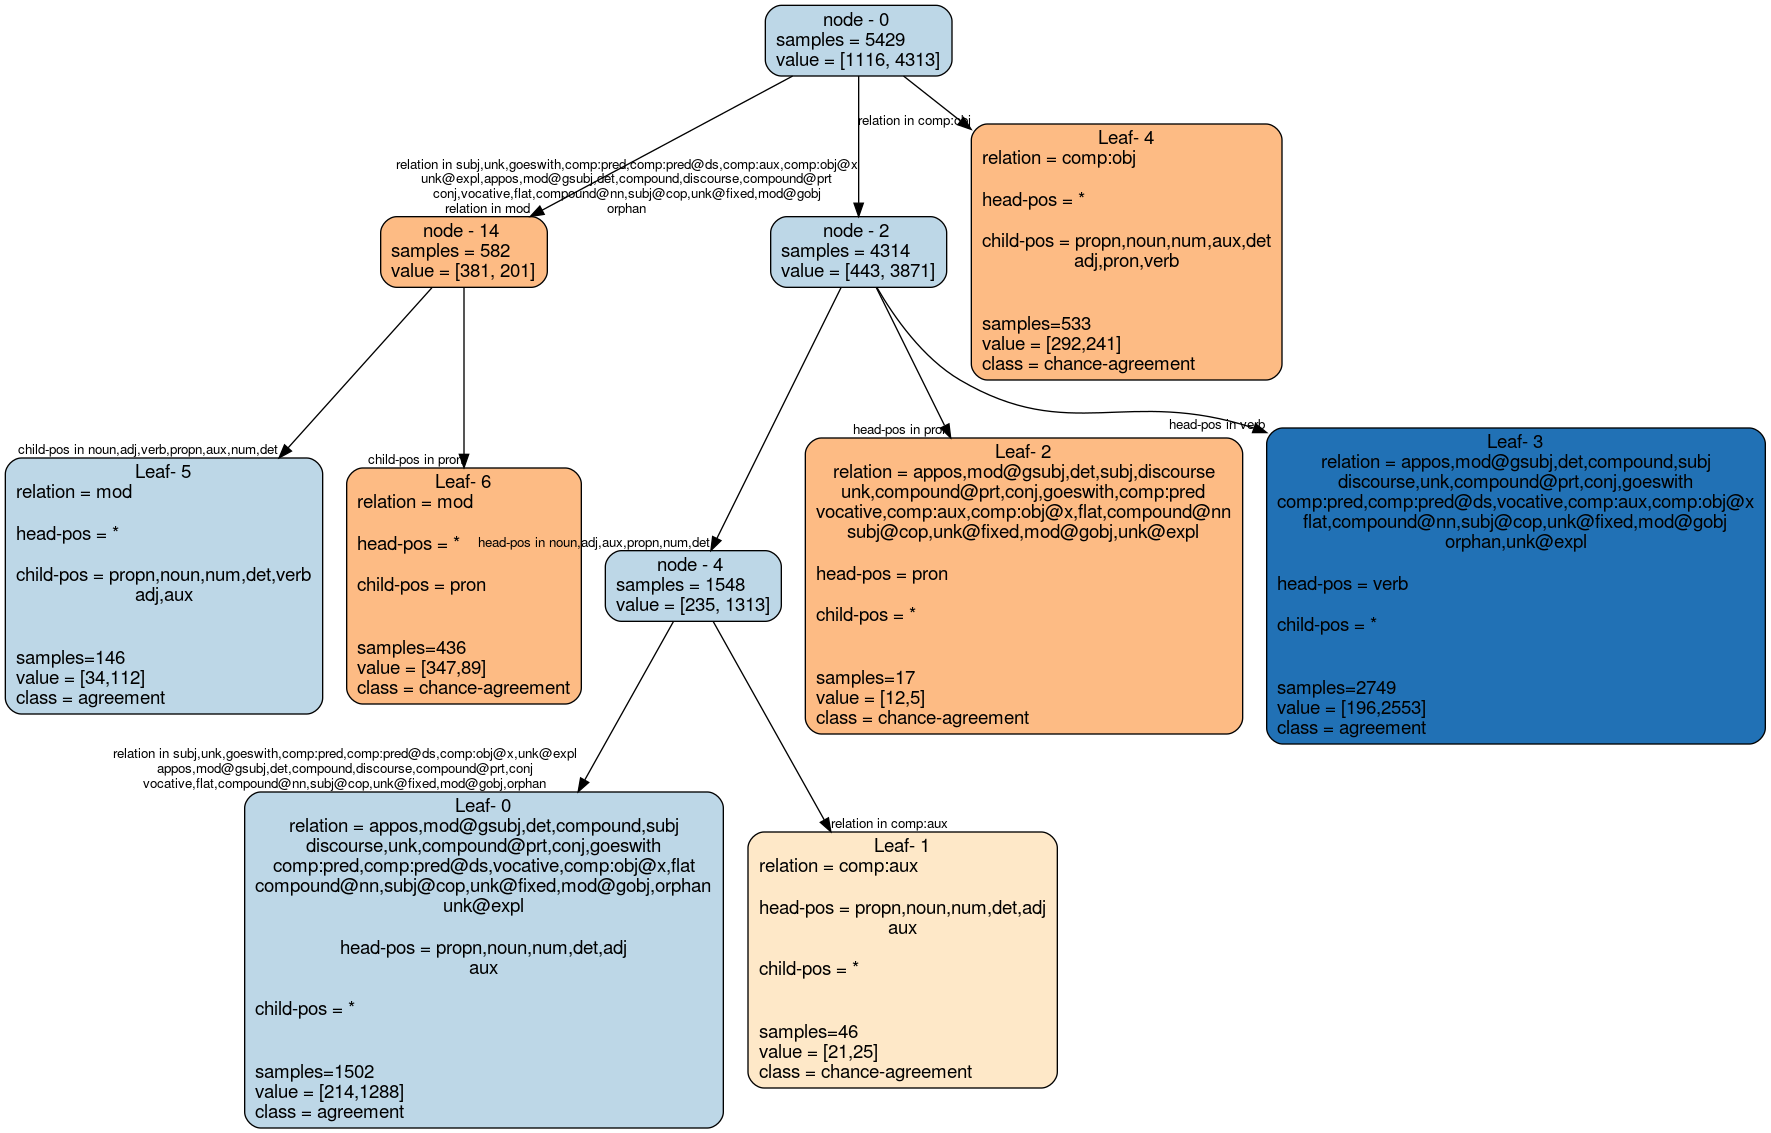 node - 0
samples = 5429
value = [1116, 4313]
relation in comp:obj
Leaf- 4
relation = comp:obj
head-pos = *
child-pos = propn,noun,num,aux,det
adj,pron,verb
samples=533
value = [292,241]
class = chance-agreement
relation in subj,unk,goeswith,comp:pred,comp:pred@ds,comp:aux,comp:obj@x
unk@expl,appos,mod@gsubj,det,compound,discourse,compound@prt
conj,vocative,flat,compound@nn,subj@cop,unk@fixed,mod@gobj
orphan
relation in mod
node - 14
samples = 582
value = [381, 201]
node - 2
samples = 4314
value = [443, 3871]
child-pos in noun,adj,verb,propn,aux,num,det
Leaf- 5
relation = mod
head-pos = *
child-pos = propn,noun,num,det,verb
adj,aux
samples=146
value = [34,112]
class = agreement
child-pos in pron
Leaf- 6
relation = mod
head-pos = *
child-pos = pron
samples=436
value = [347,89]
class = chance-agreement
head-pos in noun,adj,aux,propn,num,det
node - 4
samples = 1548
value = [235, 1313]
head-pos in pron
Leaf- 2
relation = appos,mod@gsubj,det,subj,discourse
unk,compound@prt,conj,goeswith,comp:pred
vocative,comp:aux,comp:obj@x,flat,compound@nn
subj@cop,unk@fixed,mod@gobj,unk@expl
head-pos = pron
child-pos = *
samples=17
value = [12,5]
class = chance-agreement
head-pos in verb
Leaf- 3
relation = appos,mod@gsubj,det,compound,subj
discourse,unk,compound@prt,conj,goeswith
comp:pred,comp:pred@ds,vocative,comp:aux,comp:obj@x
flat,compound@nn,subj@cop,unk@fixed,mod@gobj
orphan,unk@expl
head-pos = verb
child-pos = *
samples=2749
value = [196,2553]
class = agreement
relation in subj,unk,goeswith,comp:pred,comp:pred@ds,comp:obj@x,unk@expl
appos,mod@gsubj,det,compound,discourse,compound@prt,conj
vocative,flat,compound@nn,subj@cop,unk@fixed,mod@gobj,orphan
Leaf- 0
relation = appos,mod@gsubj,det,compound,subj
discourse,unk,compound@prt,conj,goeswith
comp:pred,comp:pred@ds,vocative,comp:obj@x,flat
compound@nn,subj@cop,unk@fixed,mod@gobj,orphan
unk@expl
head-pos = propn,noun,num,det,adj
aux
child-pos = *
samples=1502
value = [214,1288]
class = agreement
relation in comp:aux
Leaf- 1
relation = comp:aux
head-pos = propn,noun,num,det,adj
aux
child-pos = *
samples=46
value = [21,25]
class = chance-agreement